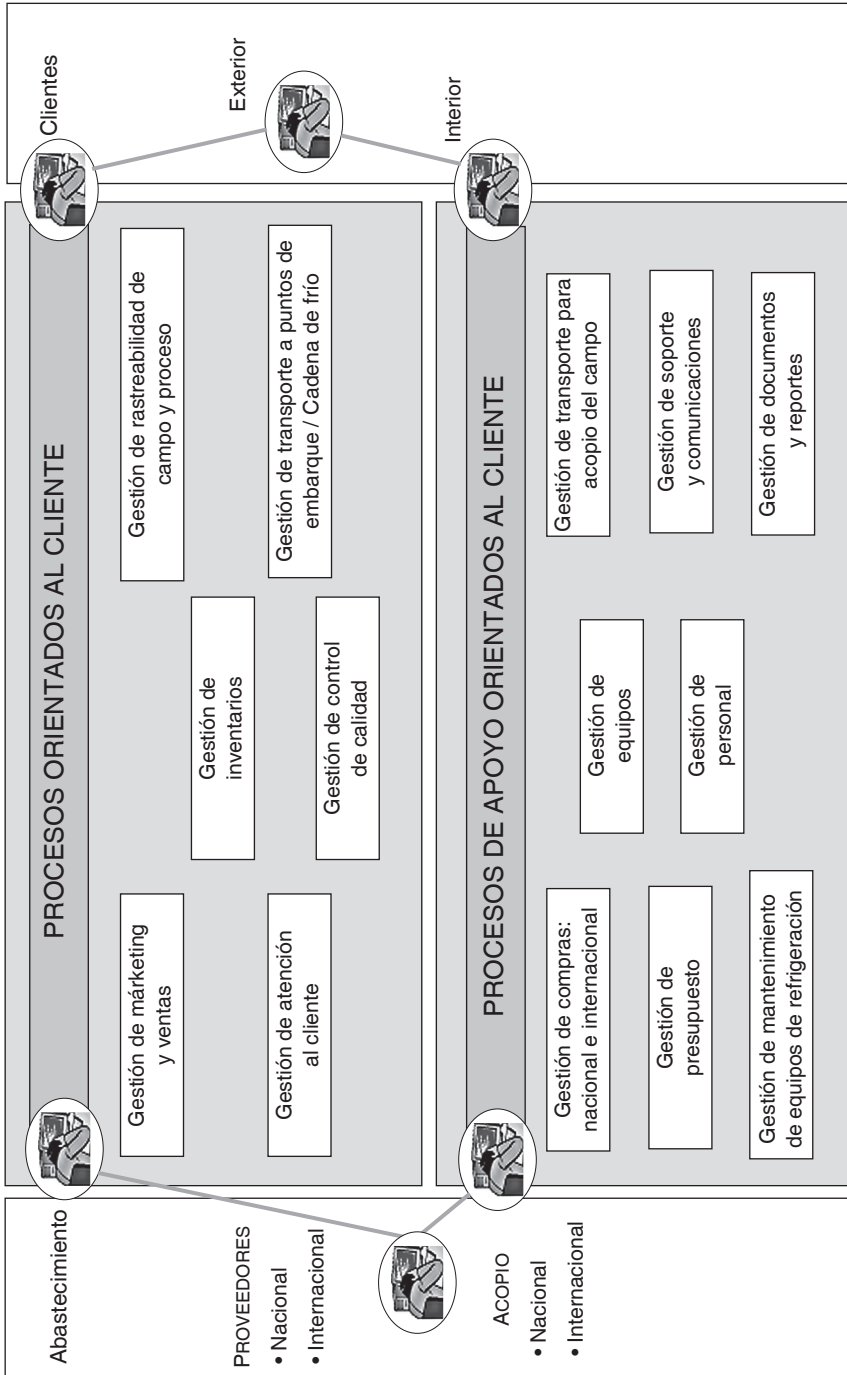 Abastecimiento
PROVEEDORES
• Nacional
• Internacional
ACOPIO
• Nacional
• Internacional
PROCESOS ORIENTADOS AL CLIENTE
Gestión de márketing
y ventas
Gestión de atención
al cliente
Gestión de
inventarios
Gestión de control
de calidad
Gestión de rastreabilidad de
campo y proceso
Gestión de transporte a puntos de
embarque / Cadena de frío
PROCESOS DE APOYO ORIENTADOS AL CLIENTE
Gestión de compras:
nacional e internacional
Gestión de
presupuesto
Gestión de mantenimiento
de equipos de refrigeración
Gestión de
equipos
Gestión de
personal
Gestión de transporte para
acopio del campo
Gestión de soporte
y comunicaciones
Gestión de documentos
y reportes
Clientes
Exterior
Interior